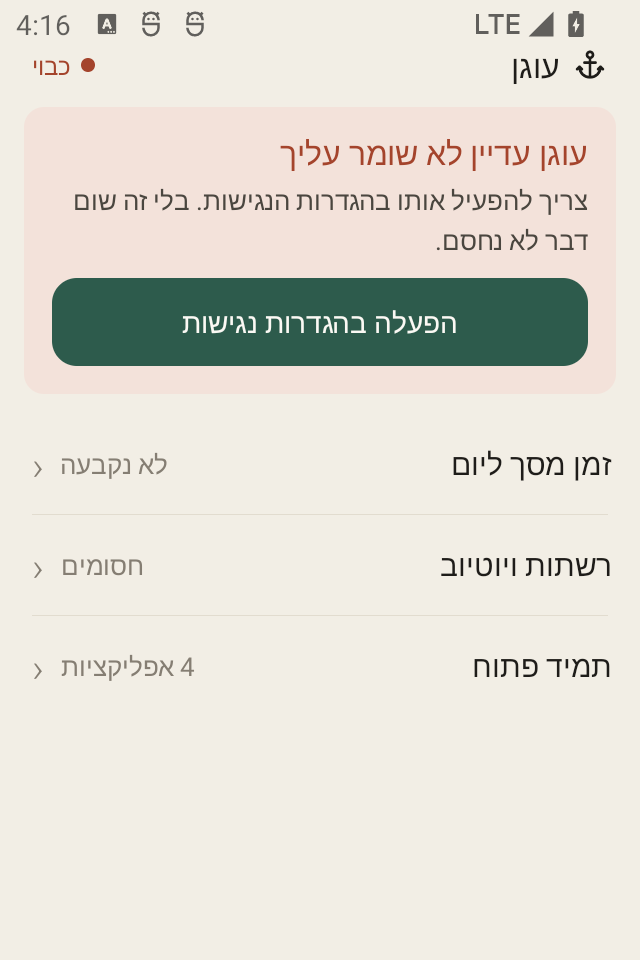 4:16 LTE
עוגן כבוי
עוגן עדיין לא שומר עליך
צריך להפעיל אותו בהגדרות הנגישות. בלי זה שום
דבר לא נחסם.
הפעלה בהגדרות נגישות
זמן מסך ליום לא נקבעה
רשתות ויוטיוב חסומים
תמיד פתוח 4 אפליקציות